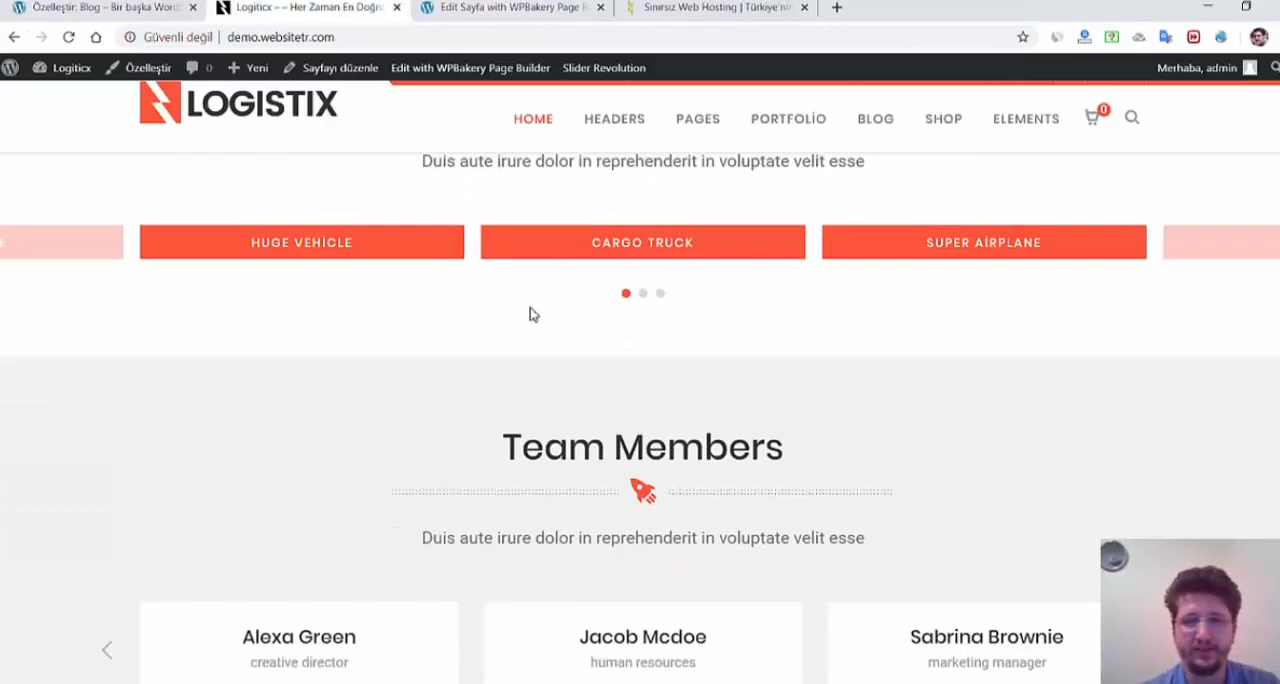 Özelleştir: Blog – Bir başka Word
Logiticx – – Her Zaman En Doğru
Edit Sayfa with WPBakery Page B
Sınırsız Web Hosting | Türkiye'nin
Güvenli değil | demo.websitetr.com
Logiticx Özelleştir 0 Yeni Sayfayı düzenle Edit with WPBakery Page Builder Slider Revolution Merhaba, admin
LOGISTIX
HOME HEADERS PAGES PORTFOLİO BLOG SHOP ELEMENTS 0
Duis aute irure dolor in reprehenderit in voluptate velit esse
HUGE VEHİCLE CARGO TRUCK SUPER AİRPLANE
Team Members
Duis aute irure dolor in reprehenderit in voluptate velit esse
Alexa Green Jacob Mcdoe Sabrina Brownie
creative director human resources marketing manager